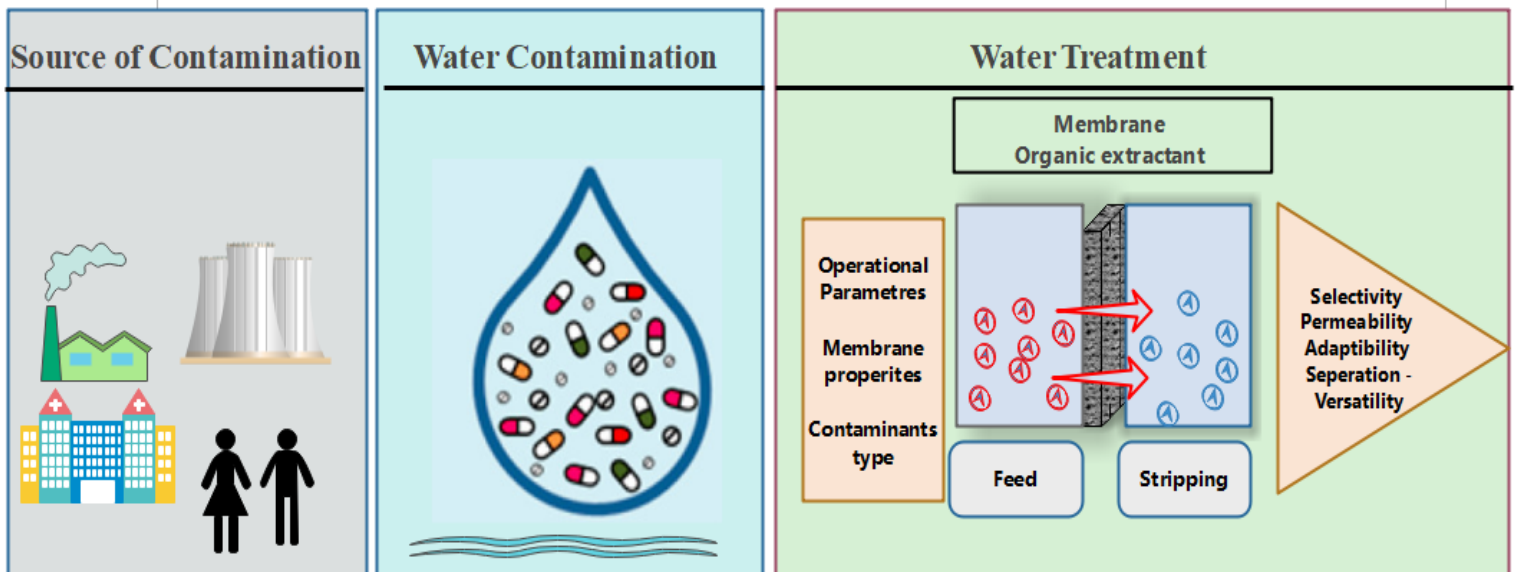 Source of Contamination
Water Contamination
Water Treatment
Membrane
Organic extractant
Operational
Parametres
Membrane
properites
Contaminants
type
Feed
Stripping
Selectivity
Permeability
Adaptibility
Seperation -
Versatility